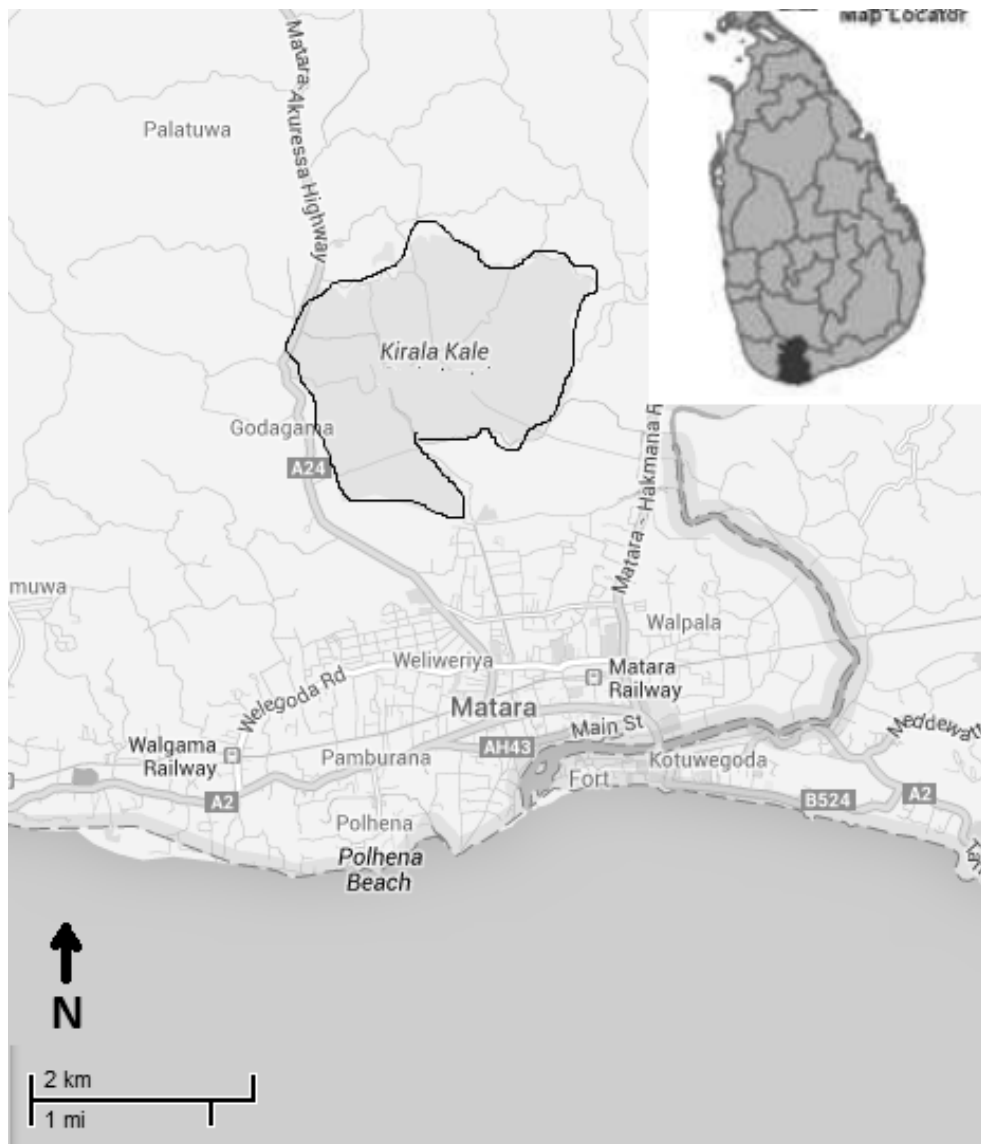 Map Locator
Matara-Akuressa Highway
Palatuwa
Kirala Kale
Godagama
A24
Matara - Hakmana R
muwa
Walpala
Weliweriya
Welegoda Rd
Matara
Railway
Matara
Main St
Meddewat
Walgama
Railway
AH43
Pamburana
Kotuwegoda
Fort
A2
B524
A2
Polhena
Polhena
Beach
N
2 km
1 mi